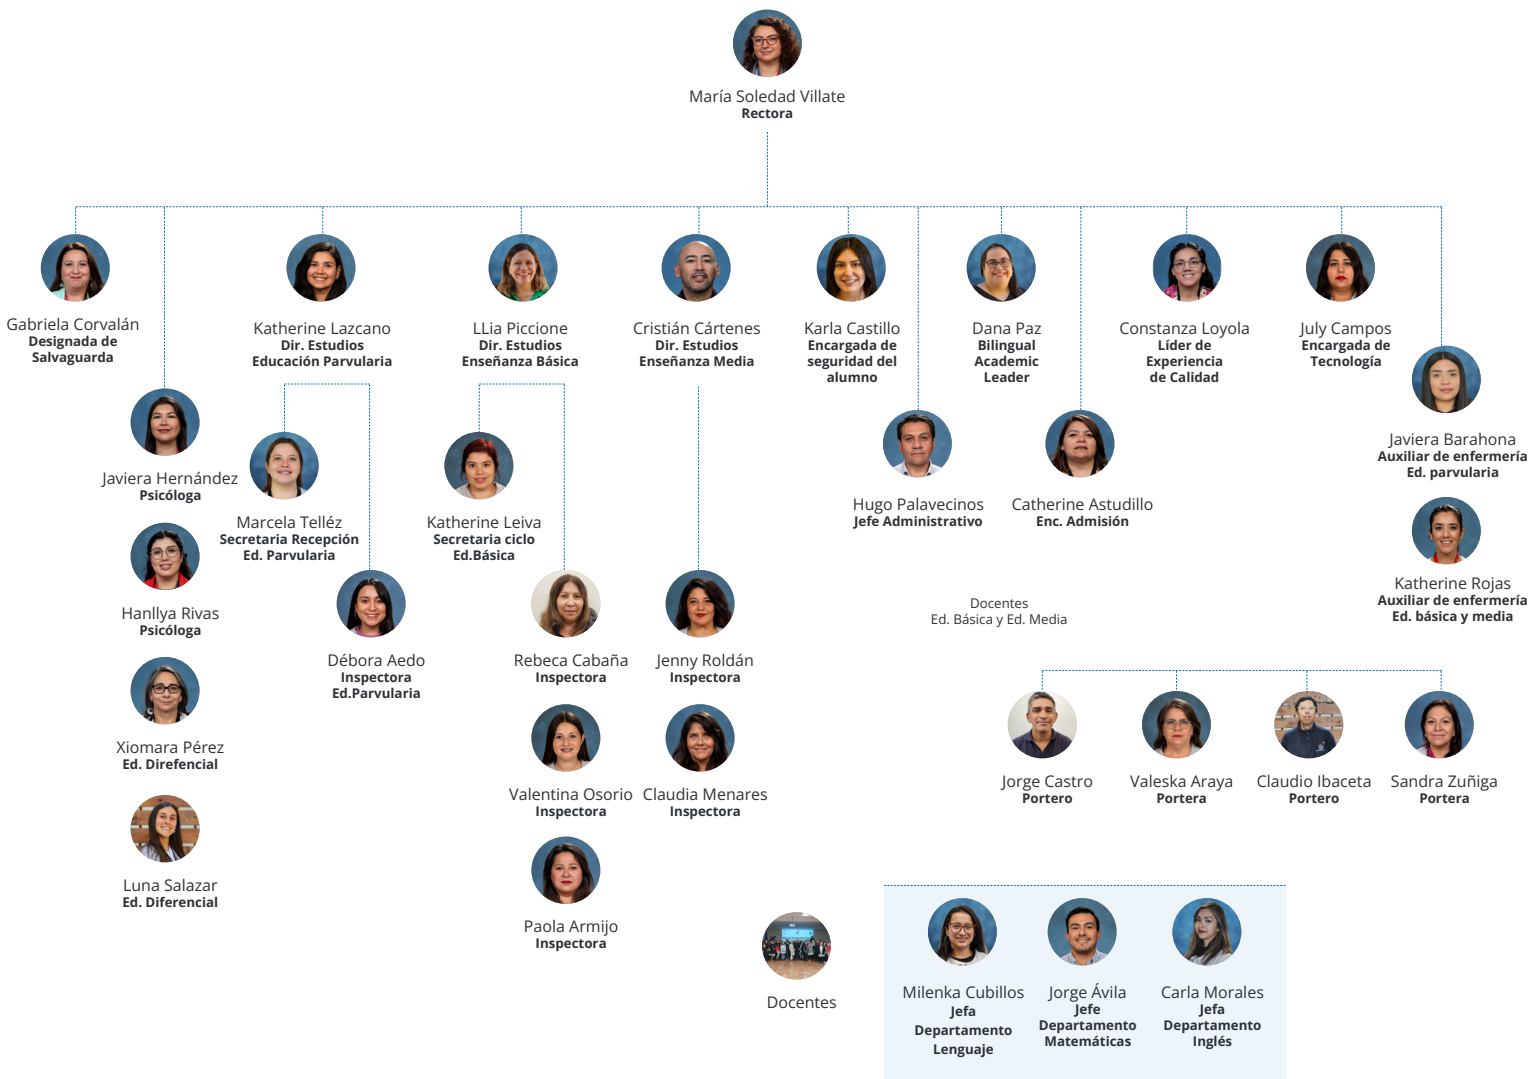 María Soledad Villate
Rectora
Gabriela Corvalán
Designada de
Salvaguarda
Katherine Lazcano
Dir. Estudios
Educación Parvularia
LLia Piccione
Dir. Estudios
Enseñanza Básica
Cristián Cártenes
Dir. Estudios
Enseñanza Media
Karla Castillo
Encargada de
seguridad del
alumno
Dana Paz
Bilingual
Academic
Leader
Constanza Loyola
Líder de
Experiencia
de Calidad
July Campos
Encargada de
Tecnología
Javiera Barahona
Auxiliar de enfermería
Ed. parvularia
Javiera Hernández
Psicóloga
Marcela Telléz
Secretaria Recepción
Ed. Parvularia
Katherine Leiva
Secretaria ciclo
Ed.Básica
Hugo Palavecinos
Jefe Administrativo
Catherine Astudillo
Enc. Admisión
Katherine Rojas
Auxiliar de enfermería
Ed. básica y media
Hanllya Rivas
Psicóloga
Docentes
Ed. Básica y Ed. Media
Débora Aedo
Inspectora
Ed.Parvularia
Rebeca Cabaña
Inspectora
Jenny Roldán
Inspectora
Xiomara Pérez
Ed. Direfencial
Valentina Osorio
Inspectora
Claudia Menares
Inspectora
Jorge Castro
Portero
Valeska Araya
Portera
Claudio Ibaceta
Portero
Sandra Zuñiga
Portera
Luna Salazar
Ed. Diferencial
Paola Armijo
Inspectora
Docentes
Milenka Cubillos
Jefa
Departamento
Lenguaje
Jorge Ávila
Jefe
Departamento
Matemáticas
Carla Morales
Jefa
Departamento
Inglés